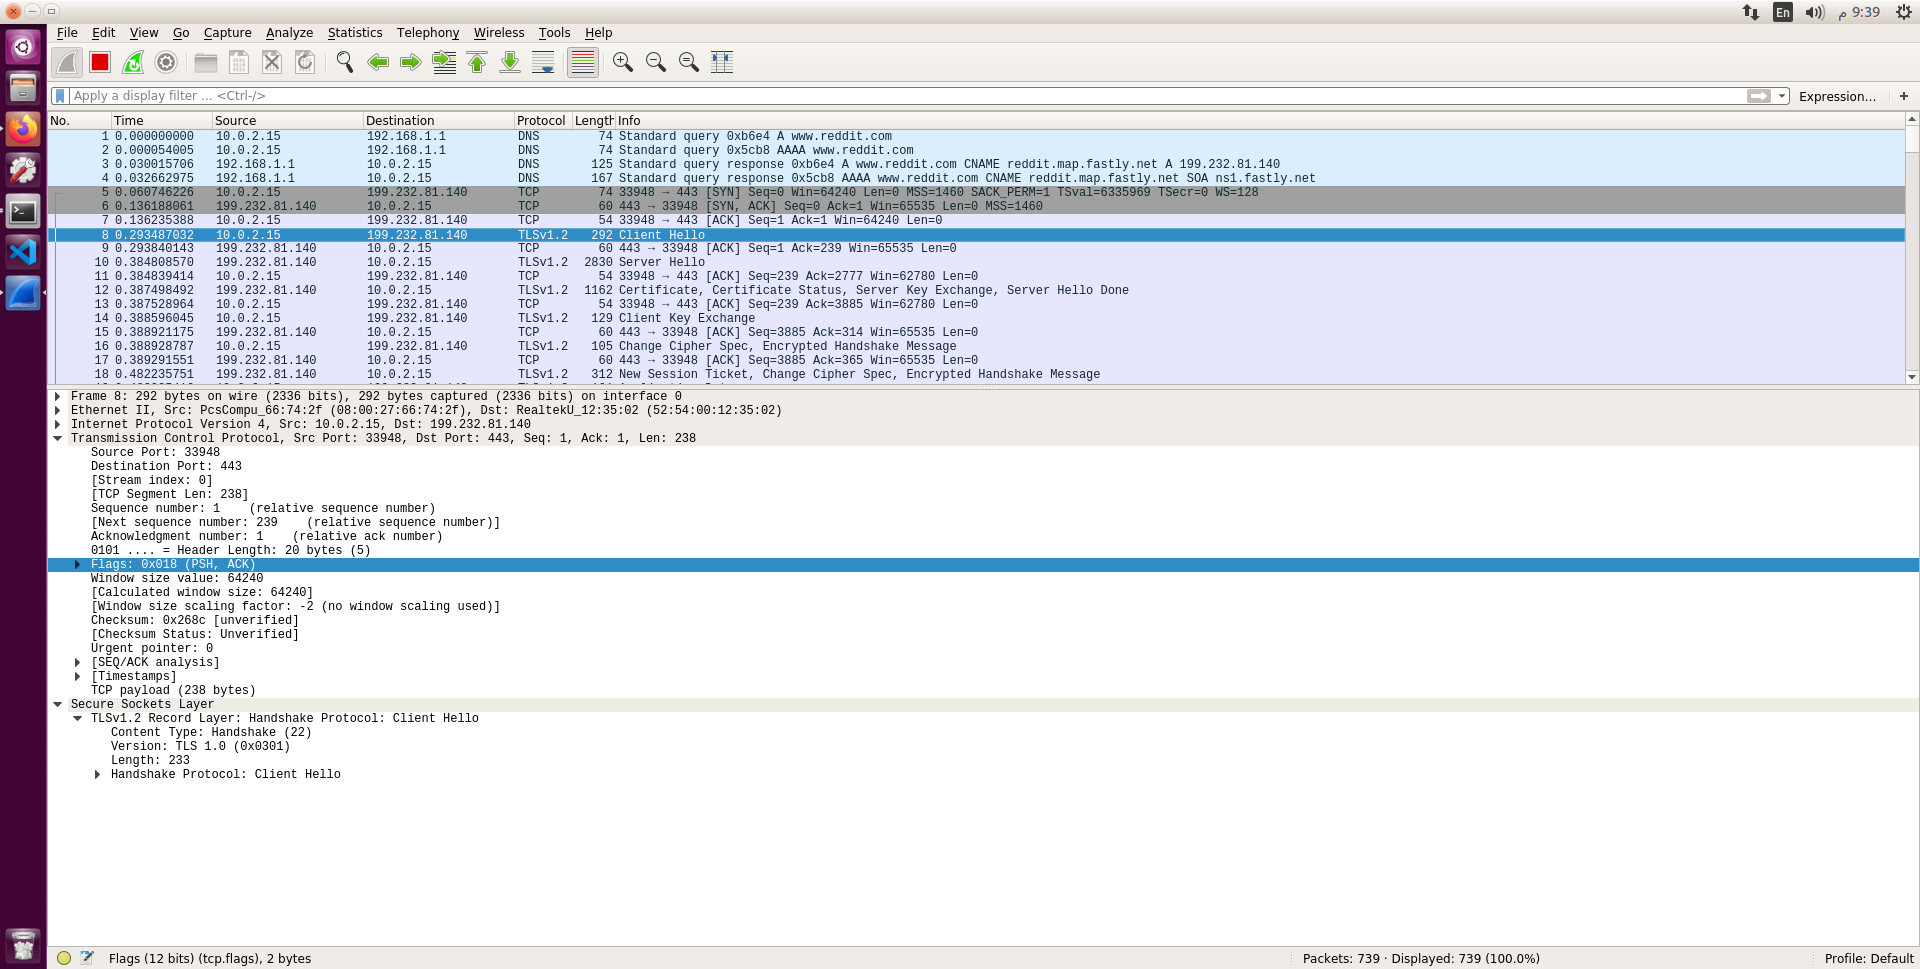 En م 9:39
File Edit View Go Capture Analyze Statistics Telephony Wireless Tools Help
Apply a display filter ... <Ctrl-/> Expression... +
No. Time Source Destination Protocol Length Info
1 0.000000000 10.0.2.15 192.168.1.1 DNS 74 Standard query 0xb6e4 A www.reddit.com
2 0.000054005 10.0.2.15 192.168.1.1 DNS 74 Standard query 0x5cb8 AAAA www.reddit.com
3 0.030015706 192.168.1.1 10.0.2.15 DNS 125 Standard query response 0xb6e4 A www.reddit.com CNAME reddit.map.fastly.net A 199.232.81.140
4 0.032662975 192.168.1.1 10.0.2.15 DNS 167 Standard query response 0x5cb8 AAAA www.reddit.com CNAME reddit.map.fastly.net SOA ns1.fastly.net
5 0.060746226 10.0.2.15 199.232.81.140 TCP 74 33948 → 443 [SYN] Seq=0 Win=64240 Len=0 MSS=1460 SACK_PERM=1 TSval=6335969 TSecr=0 WS=128
6 0.136188061 199.232.81.140 10.0.2.15 TCP 60 443 → 33948 [SYN, ACK] Seq=0 Ack=1 Win=65535 Len=0 MSS=1460
7 0.136235388 10.0.2.15 199.232.81.140 TCP 54 33948 → 443 [ACK] Seq=1 Ack=1 Win=64240 Len=0
8 0.293487032 10.0.2.15 199.232.81.140 TLSv1.2 292 Client Hello
9 0.293840143 199.232.81.140 10.0.2.15 TCP 60 443 → 33948 [ACK] Seq=1 Ack=239 Win=65535 Len=0
10 0.384808570 199.232.81.140 10.0.2.15 TLSv1.2 2830 Server Hello
11 0.384839414 10.0.2.15 199.232.81.140 TCP 54 33948 → 443 [ACK] Seq=239 Ack=2777 Win=62780 Len=0
12 0.387498492 199.232.81.140 10.0.2.15 TLSv1.2 1162 Certificate, Certificate Status, Server Key Exchange, Server Hello Done
13 0.387528964 10.0.2.15 199.232.81.140 TCP 54 33948 → 443 [ACK] Seq=239 Ack=3885 Win=62780 Len=0
14 0.388596045 10.0.2.15 199.232.81.140 TLSv1.2 129 Client Key Exchange
15 0.388921175 199.232.81.140 10.0.2.15 TCP 60 443 → 33948 [ACK] Seq=3885 Ack=314 Win=65535 Len=0
16 0.388928787 10.0.2.15 199.232.81.140 TLSv1.2 105 Change Cipher Spec, Encrypted Handshake Message
17 0.389291551 199.232.81.140 10.0.2.15 TCP 60 443 → 33948 [ACK] Seq=3885 Ack=365 Win=65535 Len=0
18 0.482235751 199.232.81.140 10.0.2.15 TLSv1.2 312 New Session Ticket, Change Cipher Spec, Encrypted Handshake Message
Frame 8: 292 bytes on wire (2336 bits), 292 bytes captured (2336 bits) on interface 0
Ethernet II, Src: PcsCompu_66:74:2f (08:00:27:66:74:2f), Dst: RealtekU_12:35:02 (52:54:00:12:35:02)
Internet Protocol Version 4, Src: 10.0.2.15, Dst: 199.232.81.140
Transmission Control Protocol, Src Port: 33948, Dst Port: 443, Seq: 1, Ack: 1, Len: 238
Source Port: 33948
Destination Port: 443
[Stream index: 0]
[TCP Segment Len: 238]
Sequence number: 1    (relative sequence number)
[Next sequence number: 239    (relative sequence number)]
Acknowledgment number: 1    (relative ack number)
0101 .... = Header Length: 20 bytes (5)
Flags: 0x018 (PSH, ACK)
Window size value: 64240
[Calculated window size: 64240]
[Window size scaling factor: -2 (no window scaling used)]
Checksum: 0x268c [unverified]
[Checksum Status: Unverified]
Urgent pointer: 0
[SEQ/ACK analysis]
[Timestamps]
TCP payload (238 bytes)
Secure Sockets Layer
TLSv1.2 Record Layer: Handshake Protocol: Client Hello
Content Type: Handshake (22)
Version: TLS 1.0 (0x0301)
Length: 233
Handshake Protocol: Client Hello
Flags (12 bits) (tcp.flags), 2 bytes Packets: 739 · Displayed: 739 (100.0%) Profile: Default